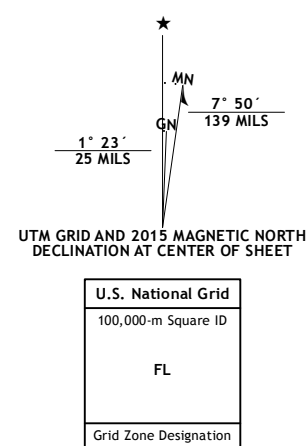 ★
MN
GN
7° 50´
139 MILS
1° 23´
25 MILS
UTM GRID AND 2015 MAGNETIC NORTH
DECLINATION AT CENTER OF SHEET
U.S. National Grid
100,000-m Square ID
FL
Grid Zone Designation